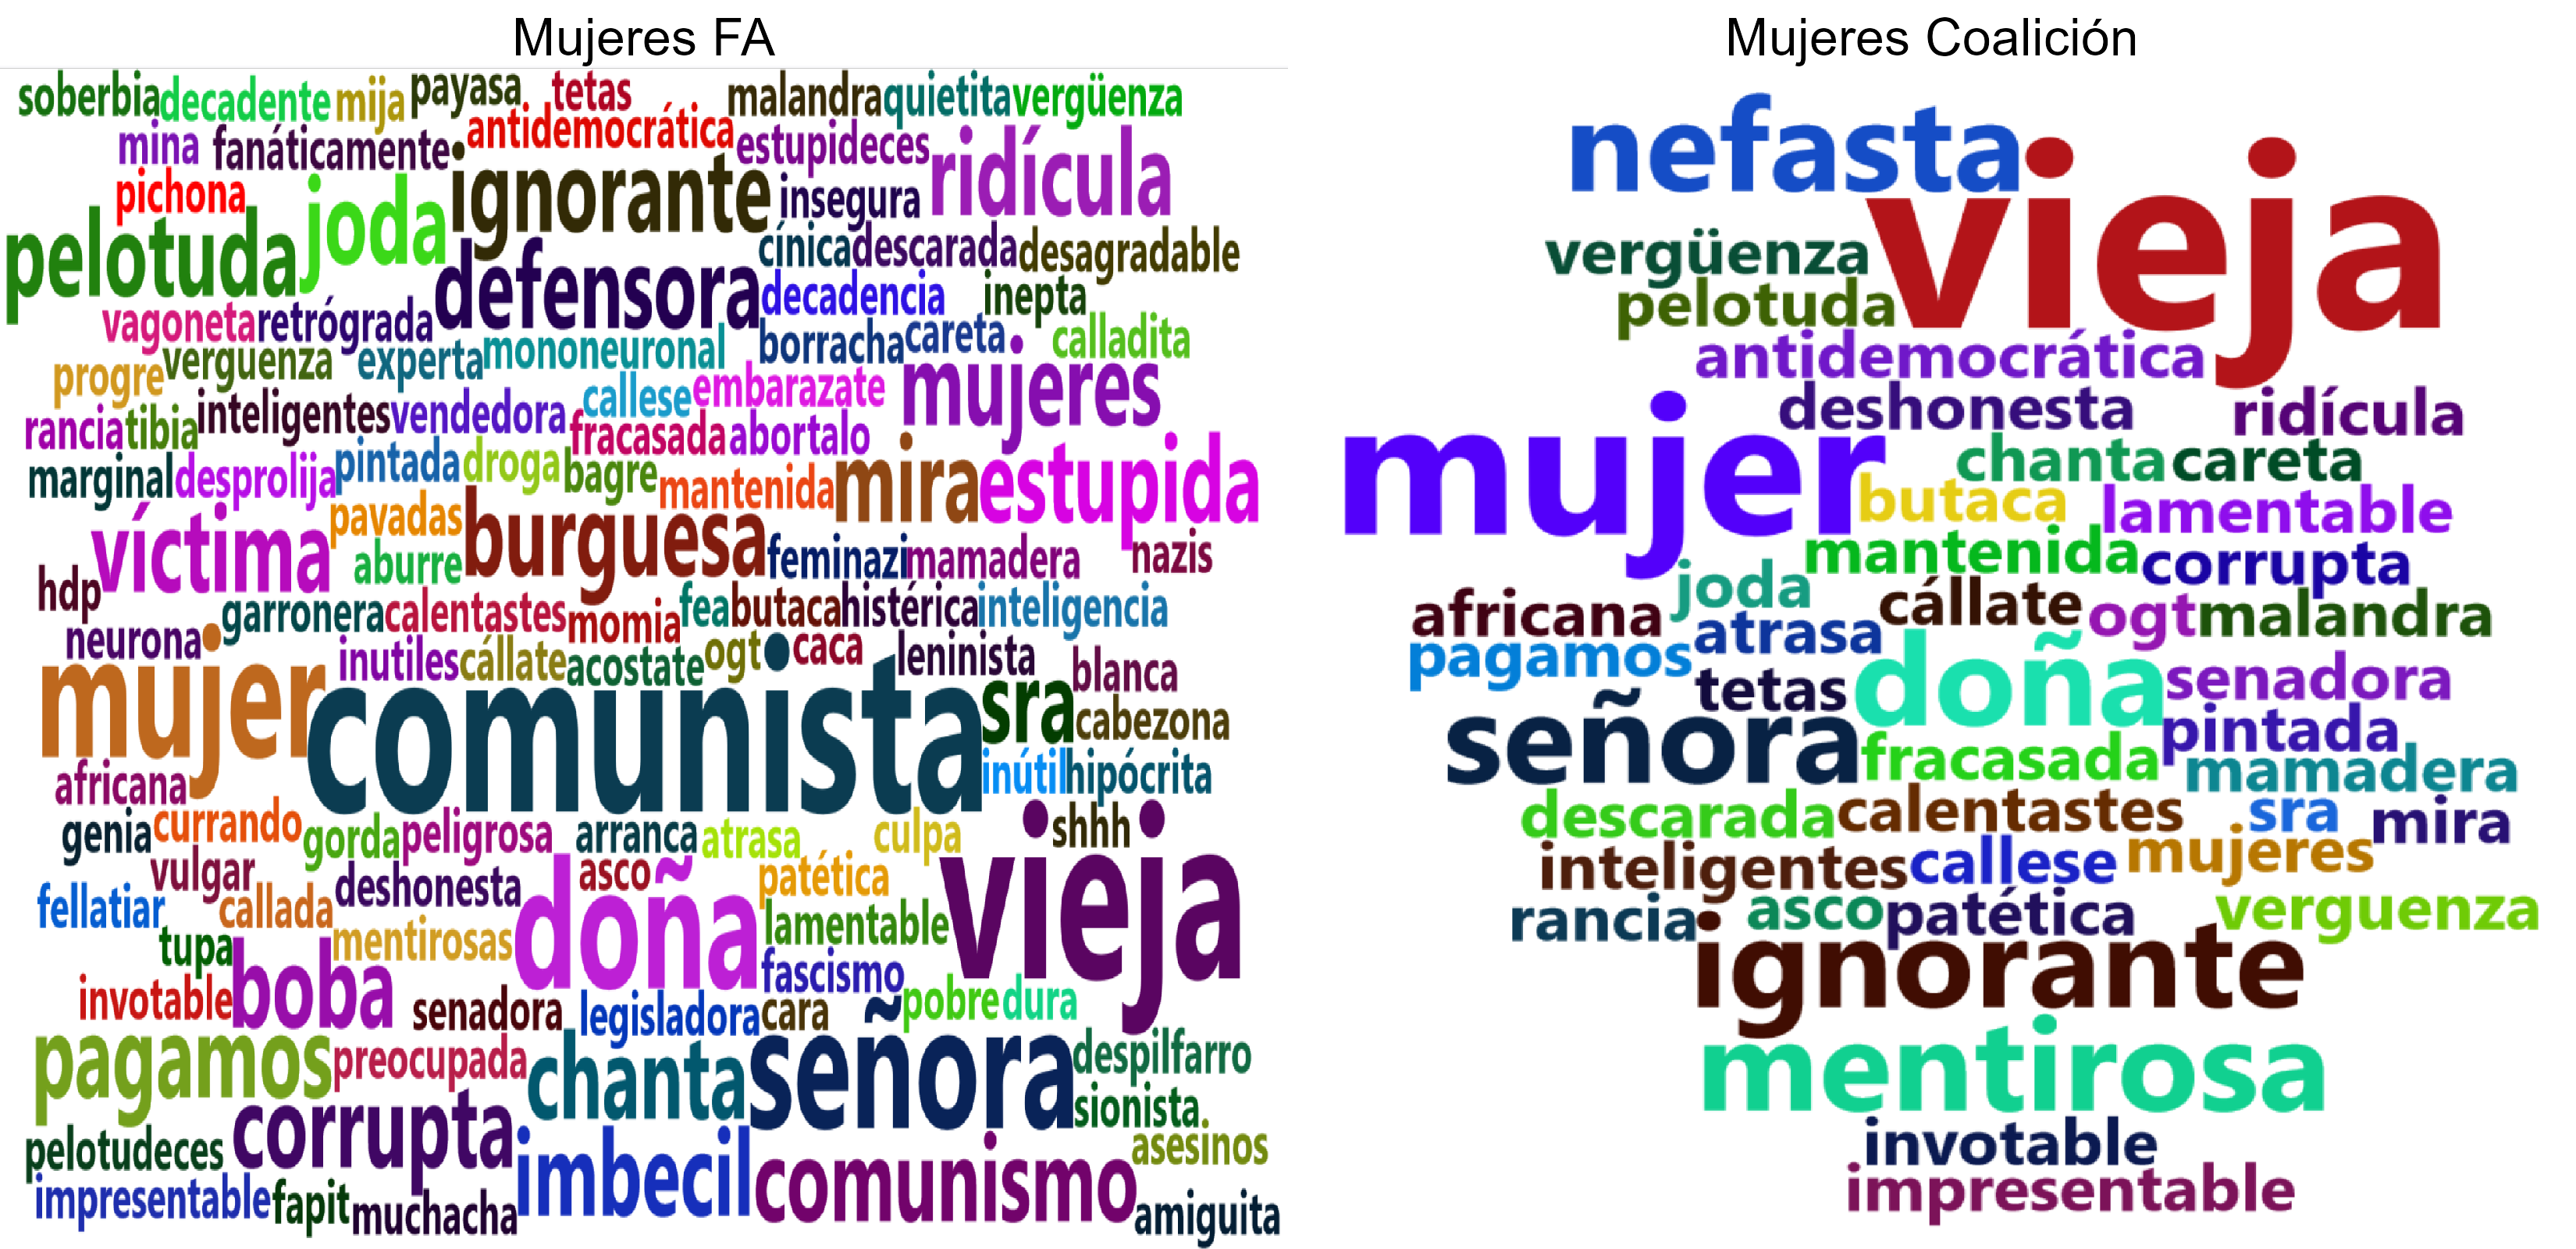 Mujeres FA
soberbia decadente mija payasa tetas malandra quietita vergüenza
mina fanáticamente antidemocrática estupideces ridícula
pichona joda ignorante insegura
pelotuda defensora cínica descarada desagradable
decadencia inepta
vagoneta retrógrada borracha careta calladita
progre verguenza experta mononeuronal mujeres
callese embarazate
rancia tibia inteligentes vendedora fracasada abortalo
marginal desprolija pintada droga bagre mantenida mira estupida
víctima pavadas burguesa
aburre feminazi mamadera nazis
hdp garronera calentastes momia fea butaca histérica inteligencia
neurona inutiles cállate acostate ogt caca leninista blanca
mujer comunista sra cabezona
africana inútil hipócrita
genia currando gorda peligrosa arranca atrasa culpa shhh
vulgar deshonesta asco patética vieja
fellatiar callada doña lamentable
tupa boba mentirosas fascismo
invotable senadora legisladora cara pobre dura
pagamos preocupada chanta señora despilfarro
sionista
pelotudeces corrupta imbecil comunismo asesinos
impresentable fapit muchacha amiguita
Mujeres Coalición
nefasta vieja
vergüenza
pelotuda
antidemocrática
mujer deshonesta ridícula
chanta careta
butaca lamentable
mantenida corrupta
africana joda cállate ogt malandra
pagamos atrasa
tetas doña senadora
señora fracasada pintada
mamadera
descarada calentastes sra mira
inteligentes callese mujeres
rancia asco patética verguenza
ignorante
mentirosa
invotable
impresentable